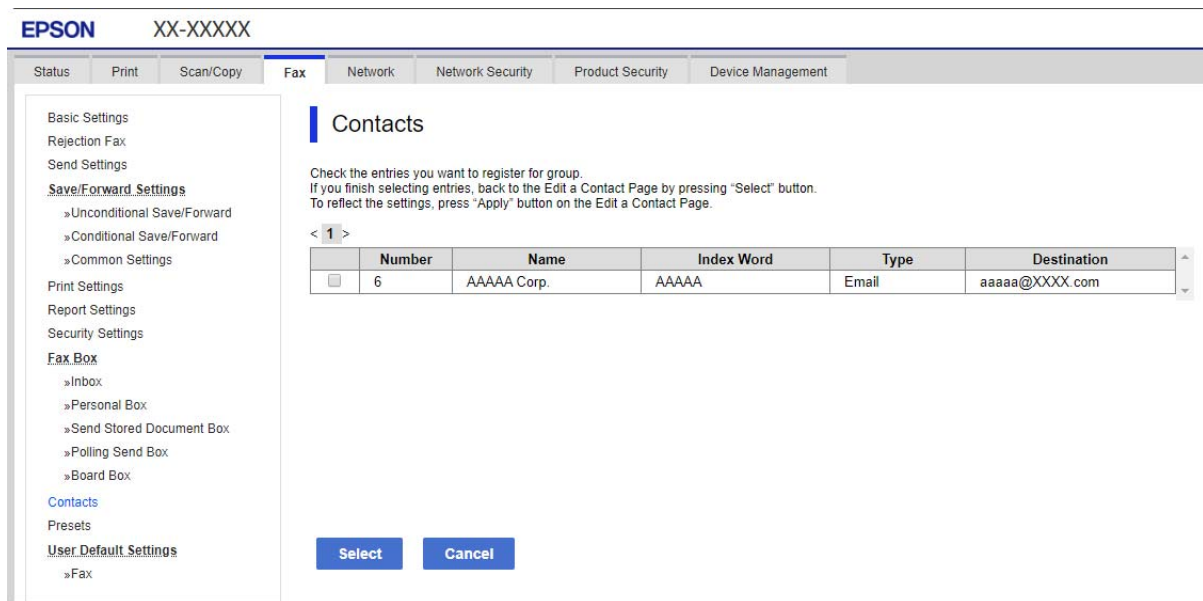 EPSON XX-XXXXX
Status Print Scan/Copy Fax Network Network Security Product Security Device Management
Basic Settings
Rejection Fax
Send Settings
Save/Forward Settings
»Unconditional Save/Forward
»Conditional Save/Forward
»Common Settings
Print Settings
Report Settings
Security Settings
Fax Box
»Inbox
»Personal Box
»Send Stored Document Box
»Polling Send Box
»Board Box
Contacts
Presets
User Default Settings
»Fax
Contacts
Check the entries you want to register for group.
If you finish selecting entries, back to the Edit a Contact Page by pressing “Select” button.
To reflect the settings, press “Apply” button on the Edit a Contact Page.
< 1 >
Number Name Index Word Type Destination
6 AAAAA Corp. AAAAA Email aaaaa@XXXX.com
Select Cancel